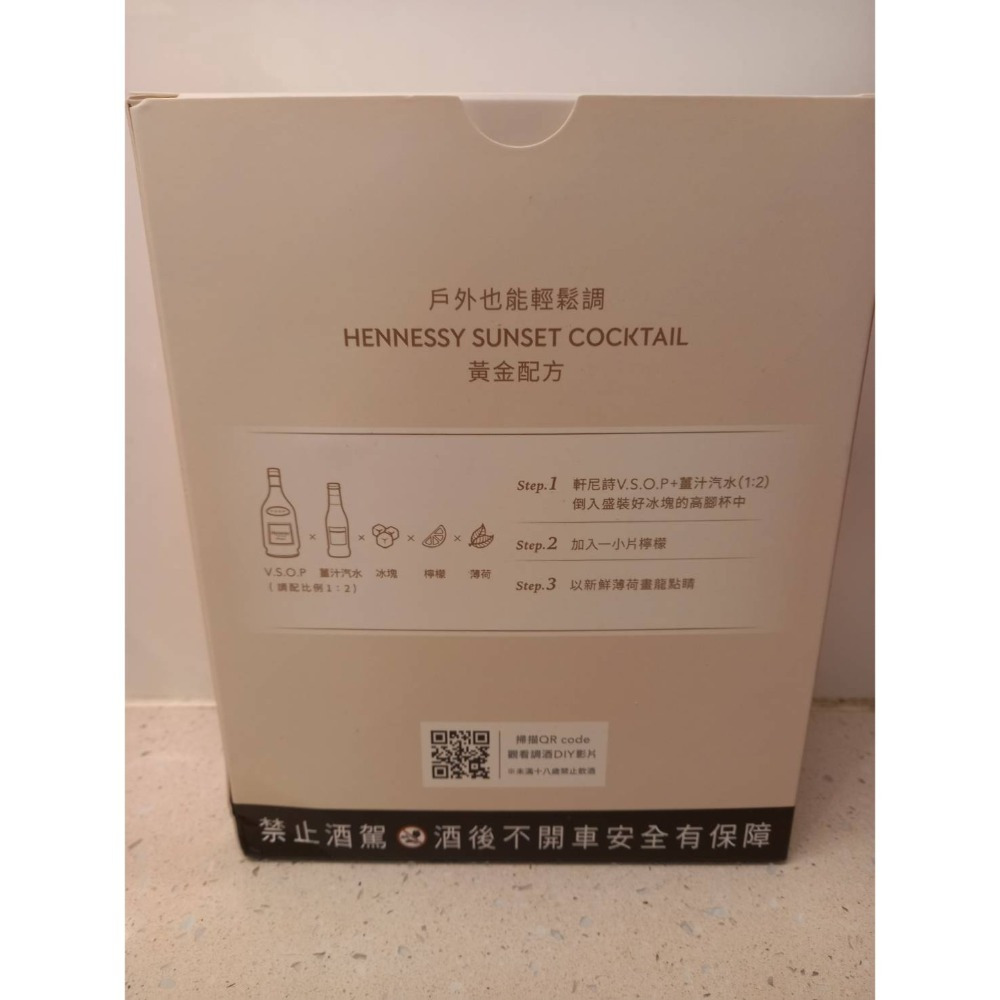 戶外也能輕鬆調
HENNESSY SUNSET COCKTAIL
黃金配方
V.S.O.P × 薑汁汽水 × 冰塊 × 檸檬 × 薄荷
(調配比例1:2)
Step.1 軒尼詩V.S.O.P+薑汁汽水(1:2)
倒入盛裝好冰塊的高腳杯中
Step.2 加入一小片檸檬
Step.3 以新鮮薄荷畫龍點睛
掃描QR code
觀看調酒DIY影片
※未滿十八歲禁止飲酒
禁止酒駕 酒後不開車安全有保障